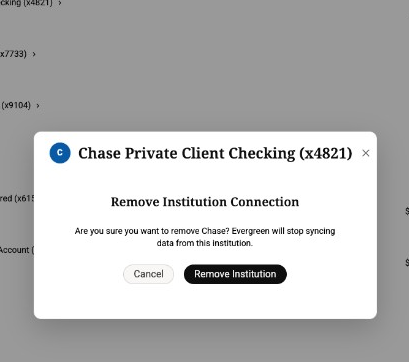 cking (x4821) >
x7733) >
(x9104) >
C Chase Private Client Checking (x4821) ×
red (x615
$
Remove Institution Connection
Are you sure you want to remove Chase? Evergreen will stop syncing
data from this institution.
Account (
$
Cancel Remove Institution